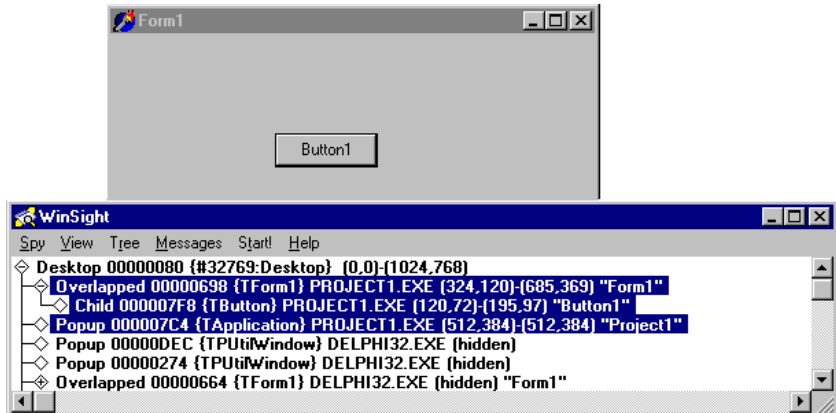 Form1
Button1
WinSight
Spy View Tree Messages Start! Help
Desktop 00000080 {#32769:Desktop} (0,0)-(1024,768)
Overlapped 00000698 {TForm1} PROJECT1.EXE (324,120)-(685,369) "Form1"
Child 000007F8 {TButton} PROJECT1.EXE (120,72)-(195,97) "Button1"
Popup 000007C4 {TApplication} PROJECT1.EXE (512,384)-(512,384) "Project1"
Popup 00000DEC {TPUtilWindow} DELPHI32.EXE (hidden)
Popup 00000274 {TPUtilWindow} DELPHI32.EXE (hidden)
Overlapped 00000664 {TForm1} DELPHI32.EXE (hidden) "Form1"